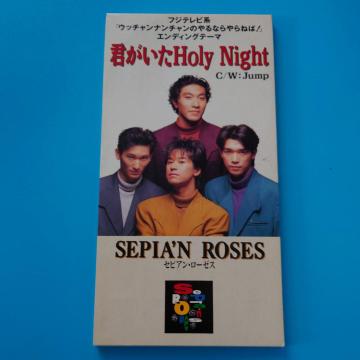 フジテレビ系
「ウッチャンナンチャンのやるならやらねば!」
エンディングテーマ
君がいたHoly Night
C/W:Jump
SEPIA'N ROSES
セピアン・ローゼス